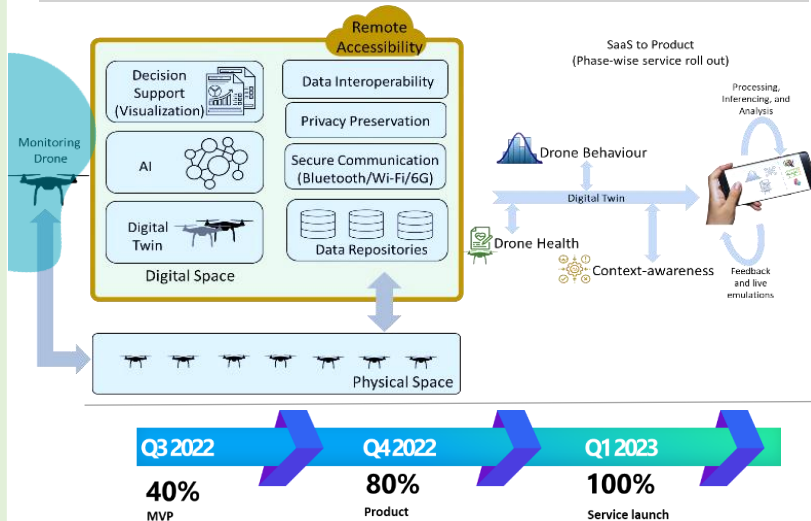 Remote
Accessibility
Decision
Support
(Visualization)
AI
Digital
Twin
Digital Space
Data Interoperability
Privacy Preservation
Secure Communication
(Bluetooth/Wi-Fi/6G)
Data Repositories
Monitoring
Drone
Physical Space
SaaS to Product
(Phase-wise service roll out)
Processing,
Inferencing, and
Analysis
Drone Behaviour
Digital Twin
Drone Health
Context-awareness
Feedback
and live
emulations
Q3 2022
Q4 2022
Q1 2023
40%
MVP
80%
Product
100%
Service launch